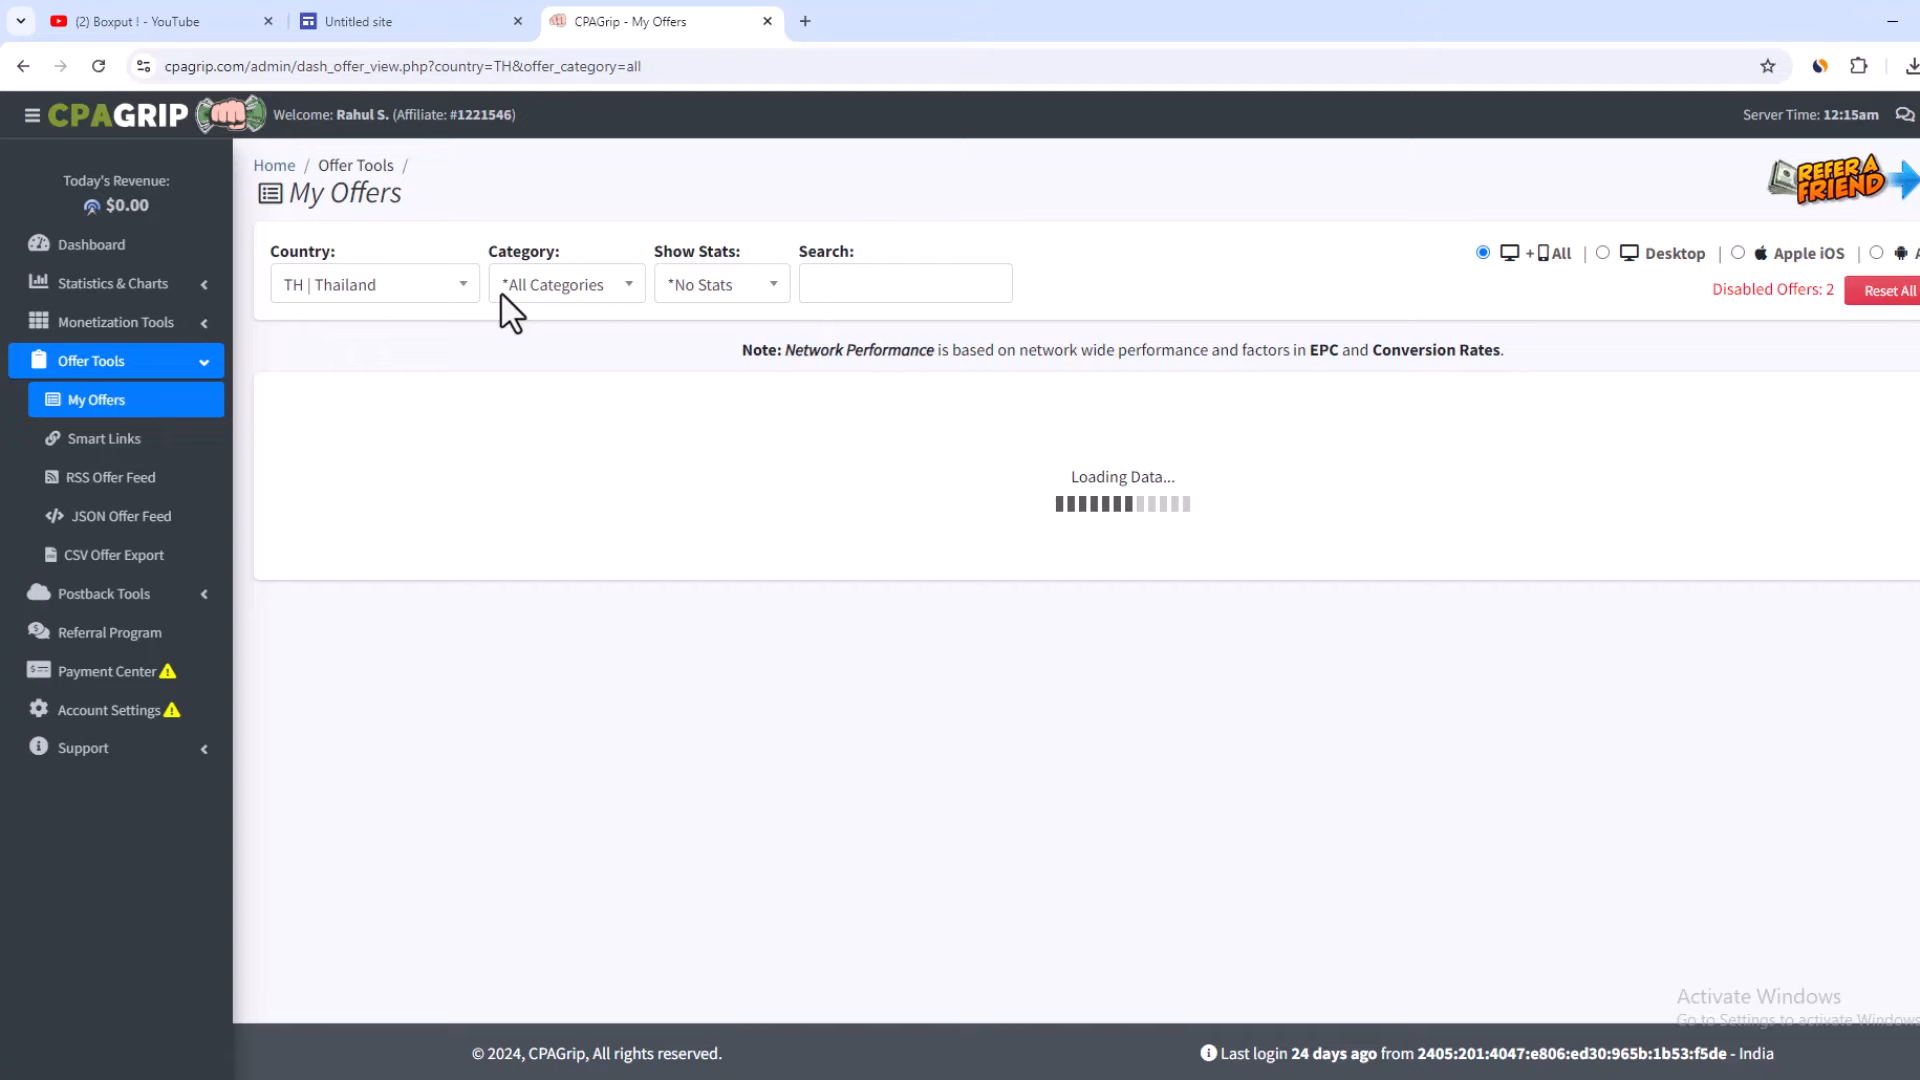 (2) Boxput ! - YouTube
Untitled site
CPAGrip - My Offers
cpagrip.com/admin/dash_offer_view.php?country=TH&offer_category=all
CPAGRIP
Welcome: Rahul S. (Affiliate: #1221546)
Server Time: 12:15am
Today's Revenue:
$0.00
Dashboard
Statistics & Charts
Monetization Tools
Offer Tools
My Offers
Smart Links
RSS Offer Feed
JSON Offer Feed
CSV Offer Export
Postback Tools
Referral Program
Payment Center
Account Settings
Support
Home / Offer Tools /
My Offers
REFER A
FRIEND
Country: Category: Show Stats: Search:
TH | Thailand *All Categories *No Stats
+ All | Desktop | Apple iOS |
Disabled Offers: 2 Reset All
Note: Network Performance is based on network wide performance and factors in EPC and Conversion Rates.
Loading Data...
Activate Windows
Go to Settings to activate Windows
© 2024, CPAGrip, All rights reserved.
Last login 24 days ago from 2405:201:4047:e806:ed30:965b:1b53:f5de - India